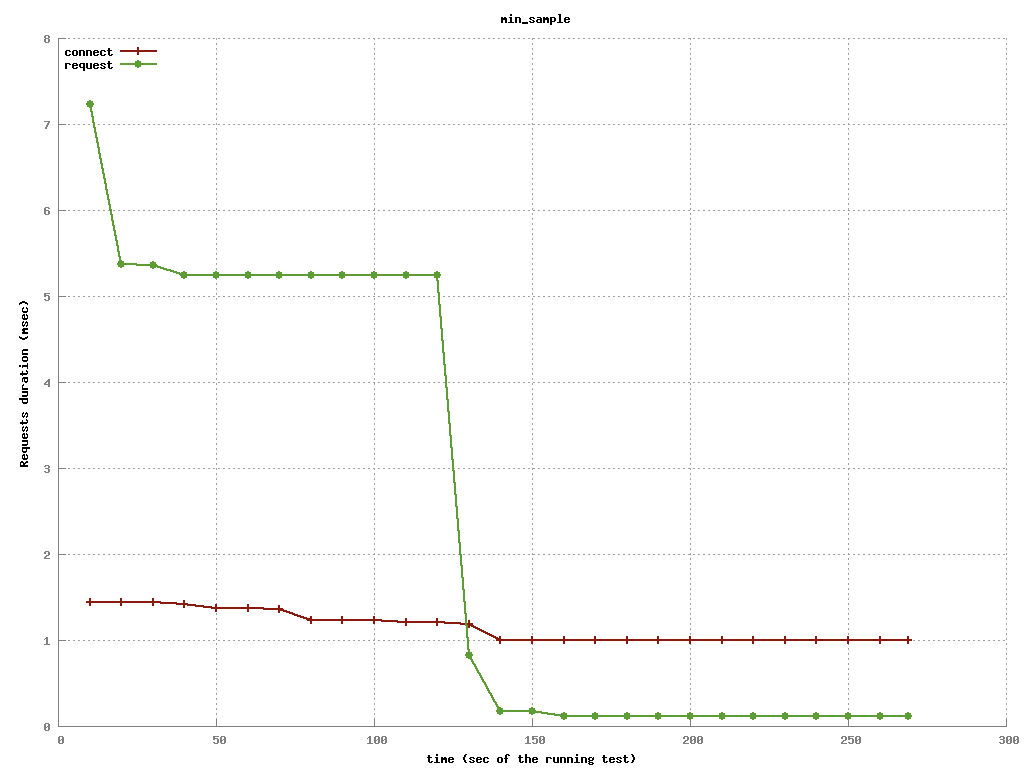 min_sample
connect
request
8
7
6
5
4
3
2
1
0
Requests duration (msec)
0 50 100 150 200 250 300
time (sec of the running test)